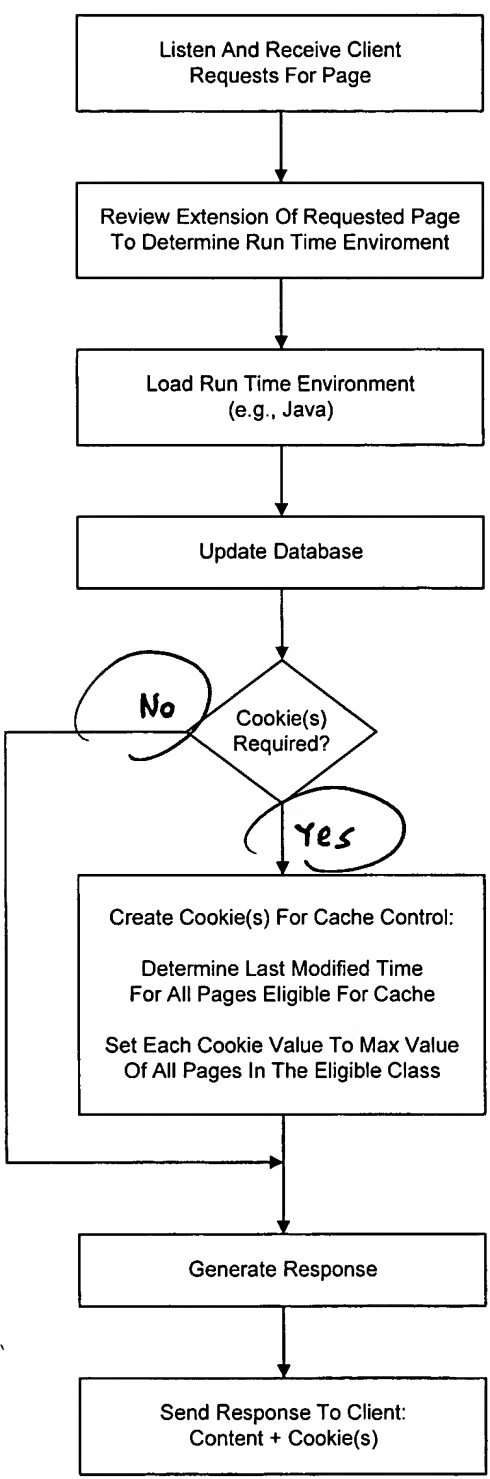 Listen And Receive Client
Requests For Page
Review Extension Of Requested Page
To Determine Run Time Enviroment
Load Run Time Environment
(e.g., Java)
Update Database
No
Cookie(s)
Required?
Yes
Create Cookie(s) For Cache Control:
Determine Last Modified Time
For All Pages Eligible For Cache
Set Each Cookie Value To Max Value
Of All Pages In The Eligible Class
Generate Response
Send Response To Client:
Content + Cookie(s)